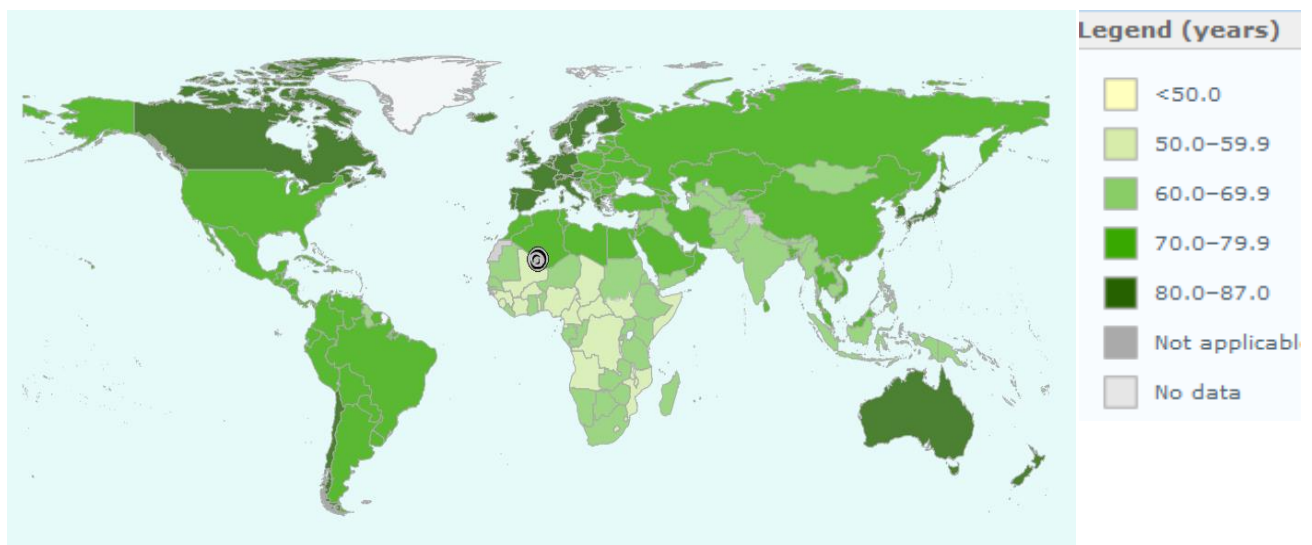 Legend (years)
<50.0
50.0–59.9
60.0–69.9
70.0–79.9
80.0–87.0
Not applicabl
No data